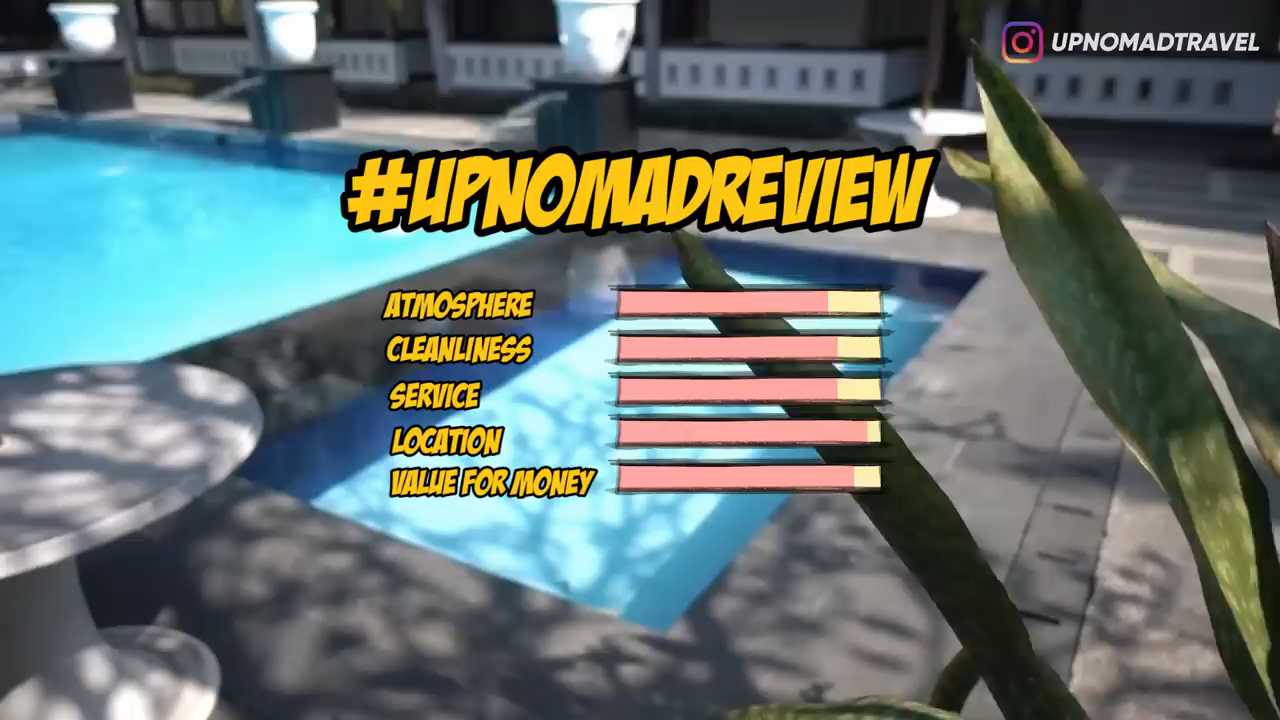 UPNOMADTRAVEL
#UPNOMADREVIEW
ATMOSPHERE
CLEANLINESS
SERVICE
LOCATION
VALUE FOR MONEY